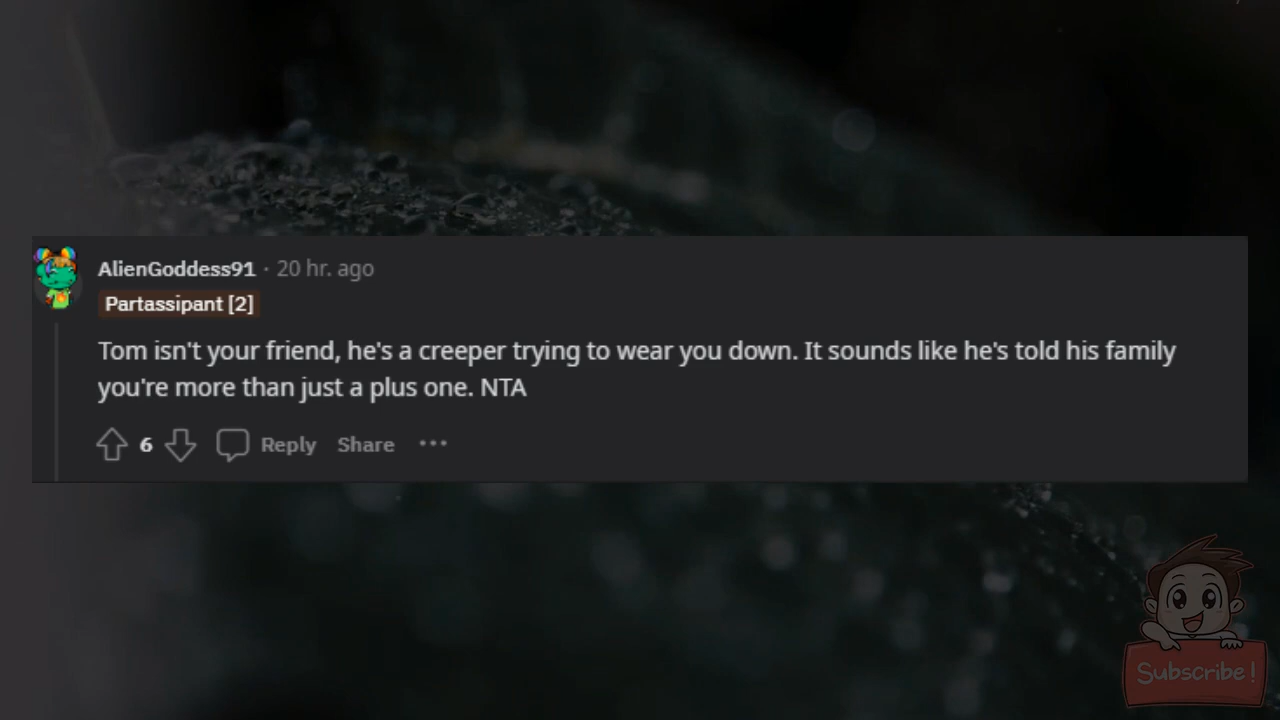 AlienGoddess91 · 20 hr. ago
Partassipant [2]
Tom isn't your friend, he's a creeper trying to wear you down. It sounds like he's told his family
you're more than just a plus one. NTA
6 Reply Share ···
Subscribe!